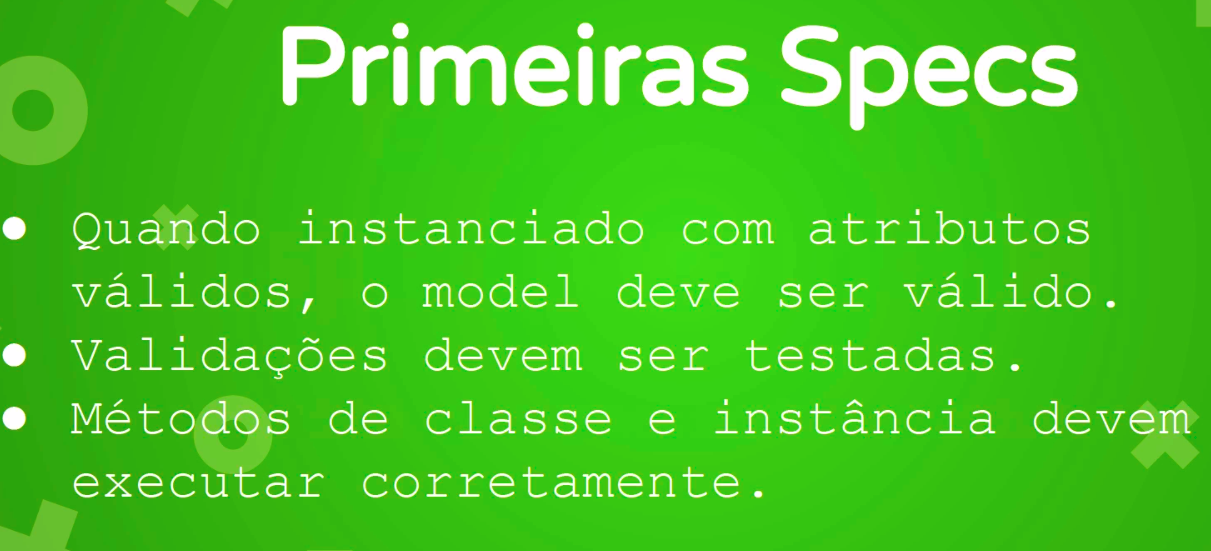 Primeiras Specs
● Quando instanciado com atributos
válidos, o model deve ser válido.
● Validações devem ser testadas.
● Métodos de classe e instância devem
executar corretamente.